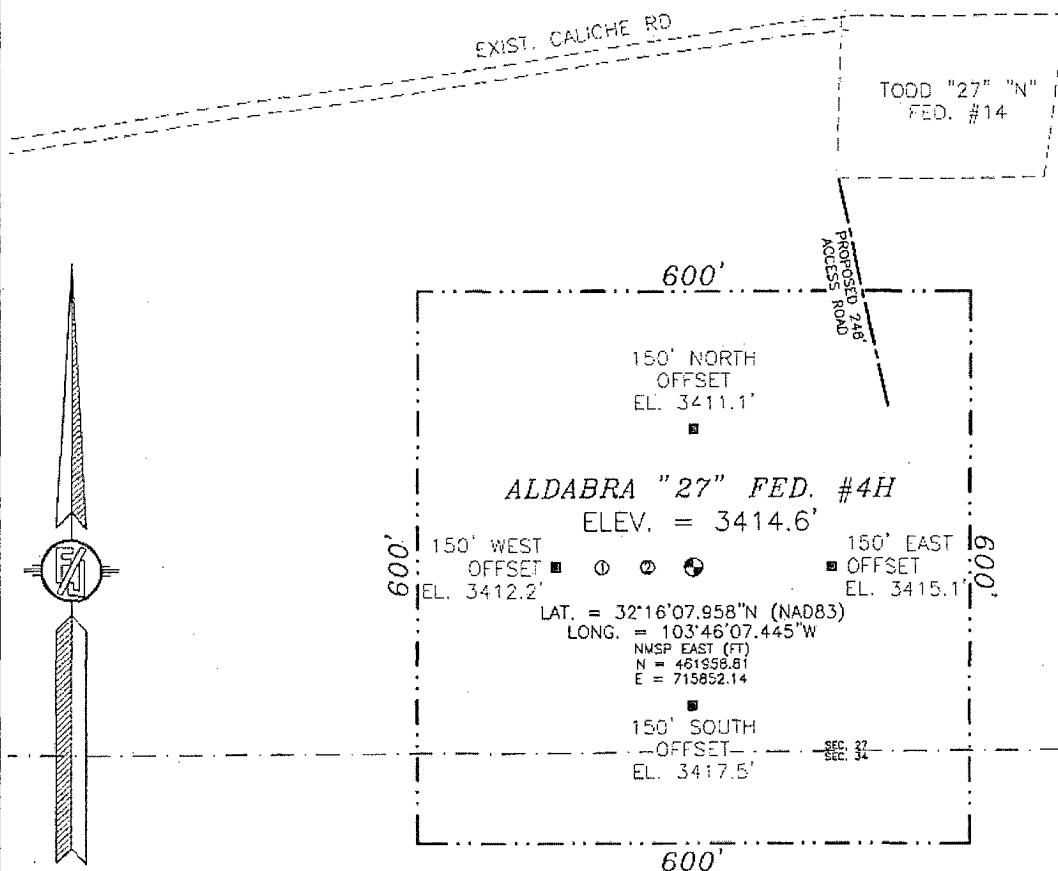 EXIST. CALICHE RD
TODD "27" "N"
FED. #14
PROPOSED 248'
ACCESS ROAD
600'
150' NORTH
OFFSET
EL. 3411.1'
ALDABRA "27" FED. #4H
ELEV. = 3414.6'
600'
150' WEST
OFFSET
EL. 3412.2'
① ②
150' EAST
OFFSET
EL. 3415.1'
600'
LAT. = 32°16'07.958"N (NAD83)
LONG. = 103°46'07.445"W
NMSP EAST (FT)
N = 461958.81
E = 715852.14
150' SOUTH
OFFSET
EL. 3417.5'
SEC. 27
SEC. 34
600'